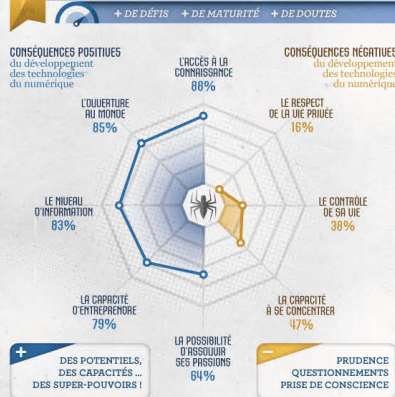 + DE DÉFIS + DE MATURITÉ + DE DOUTES
CONSÉQUENCES POSITIVES
du développement
des technologies
du numérique
CONSÉQUENCES NÉGATIVES
du développement
des technologies
du numérique
L'ACCÈS À LA
CONNAISSANCE
88%
L'OUVERTURE
AU MONDE
85%
LE RESPECT
DE LA VIE PRIVÉE
16%
LE NIVEAU
D'INFORMATION
83%
LE CONTRÔLE
DE SA VIE
38%
LA CAPACITÉ
D'ENTREPRENDRE
79%
LA CAPACITÉ
À SE CONCENTRER
47%
LA POSSIBILITÉ
D'ASSOUVIR
SES PASSIONS
64%
+
DES POTENTIELS,
DES CAPACITÉS ...
DES SUPER-POUVOIRS !
–
PRUDENCE
QUESTIONNEMENTS
PRISE DE CONSCIENCE